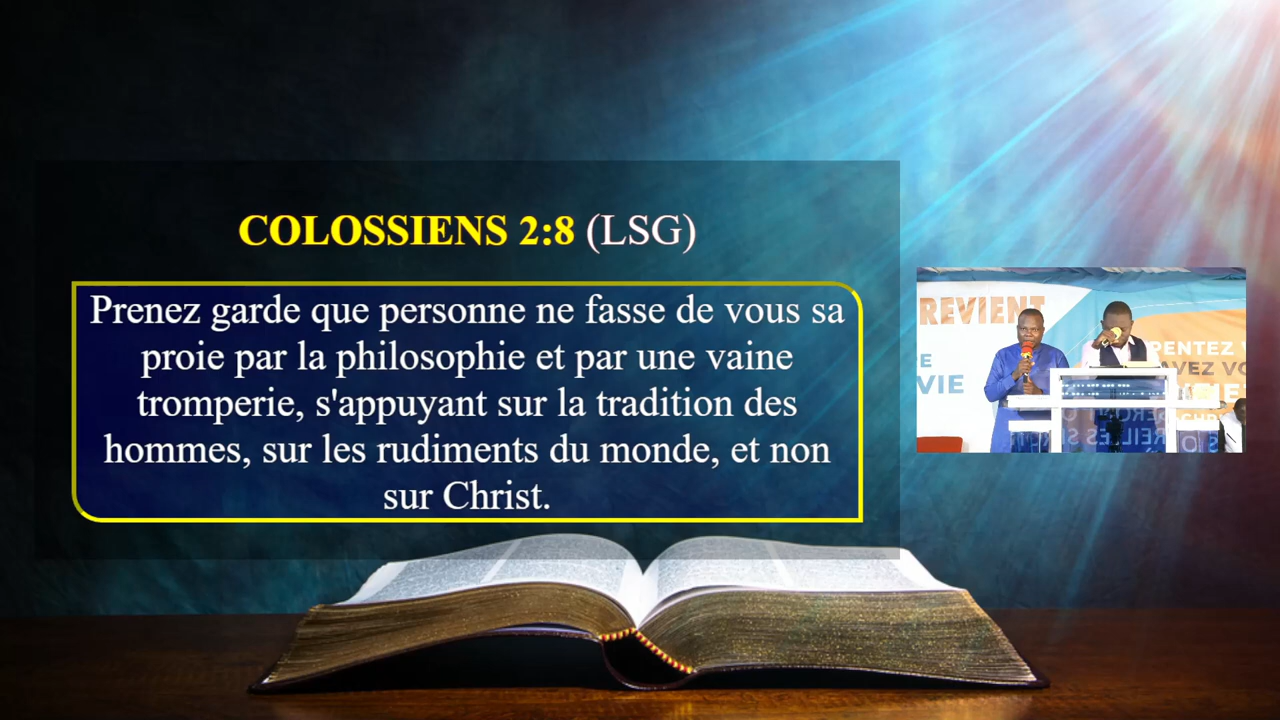 COLOSSIENS 2:8 (LSG)
Prenez garde que personne ne fasse de vous sa
proie par la philosophie et par une vaine
tromperie, s'appuyant sur la tradition des
hommes, sur les rudiments du monde, et non
sur Christ.
REVIENT
VIE
PENTEZ
AVEZ